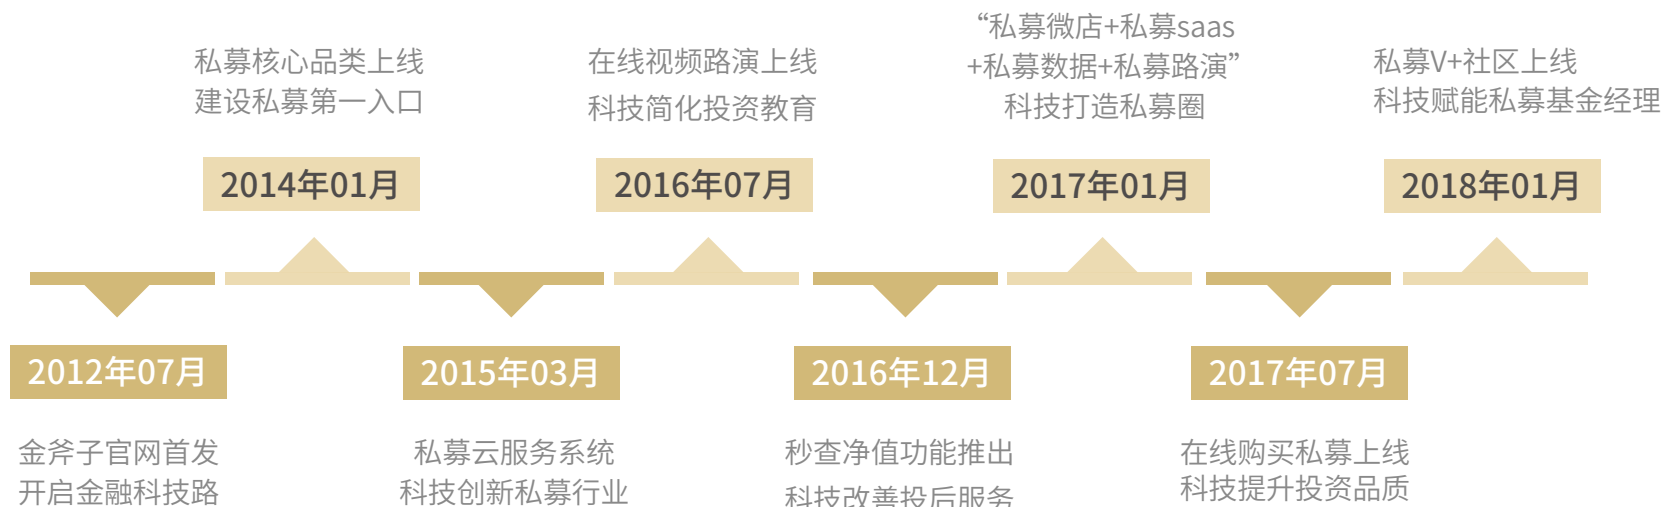 私募核心品类上线
建设私募第一入口
2014年01月
在线视频路演上线
科技简化投资教育
2016年07月
“私募微店+私募saas
+私募数据+私募路演”
科技打造私募圈
2017年01月
私募V+社区上线
科技赋能私募基金经理
2018年01月
2012年07月
金斧子官网首发
开启金融科技路
2015年03月
私募云服务系统
科技创新私募行业
2016年12月
秒查净值功能推出
科技改善投后服务
2017年07月
在线购买私募上线
科技提升投资品质